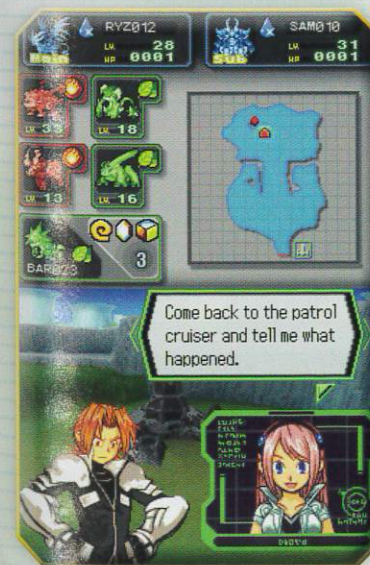 RYZ012
LV. 28
HP 0001
Main
SAM010
LV. 31
HP 0001
Sub
LV. 33
LV. 18
LV. 13
LV. 16
3
Come back to the patrol
cruiser and tell me what
happened.